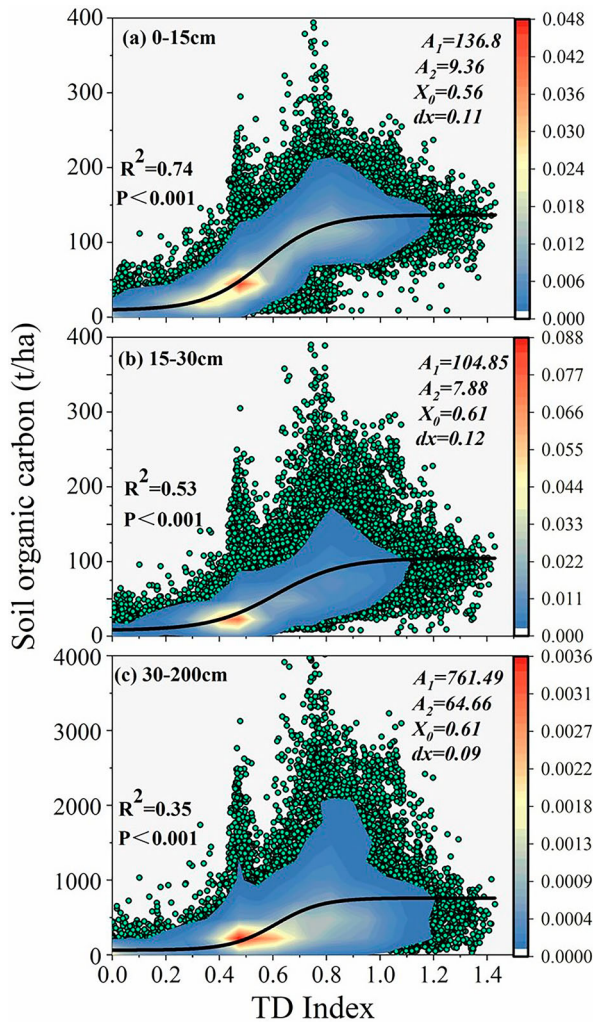 (a) 0-15cm
A1=136.8
A2=9.36
X0=0.56
dx=0.11
R2=0.74
P<0.001
400
300
200
100
0
0.048
0.042
0.036
0.030
0.024
0.018
0.012
0.006
0.000
(b) 15-30cm
A1=104.85
A2=7.88
X0=0.61
dx=0.12
R2=0.53
P<0.001
400
300
200
100
0
0.088
0.077
0.066
0.055
0.044
0.033
0.022
0.011
0.000
Soil organic carbon (t/ha)
(c) 30-200cm
A1=761.49
A2=64.66
X0=0.61
dx=0.09
R2=0.35
P<0.001
4000
3000
2000
1000
0
0.0036
0.0031
0.0027
0.0022
0.0018
0.0013
0.0009
0.0004
0.0000
0.0 0.2 0.4 0.6 0.8 1.0 1.2 1.4
TD Index